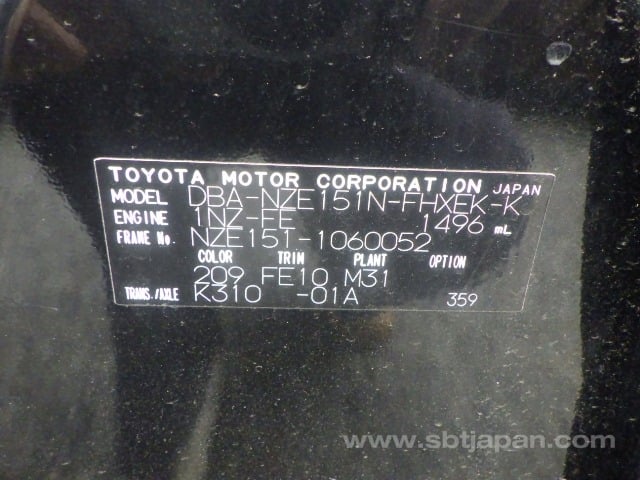 TOYOTA MOTOR CORPORATION JAPAN
MODEL DBA-NZE151N-FHXEK-K
ENGINE 1NZ-FE 1496 mL
FRAME No. NZE151-1060052
COLOR TRIM PLANT OPTION
209 FE10 M31
TRANS./AXLE K310 -01A 359
www.sbtjapan.com